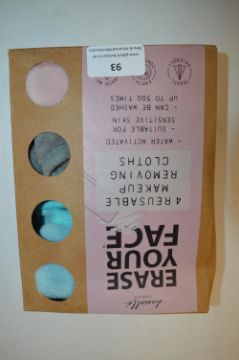 Danielle
ERASE
YOUR
FACE
4 REUSABLE
MAKEUP
REMOVING
CLOTHS
- WATER ACTIVATED
- SUITABLE FOR
SENSITIVE SKIN
- CAN BE WASHED
UP TO 500 TIMES
93